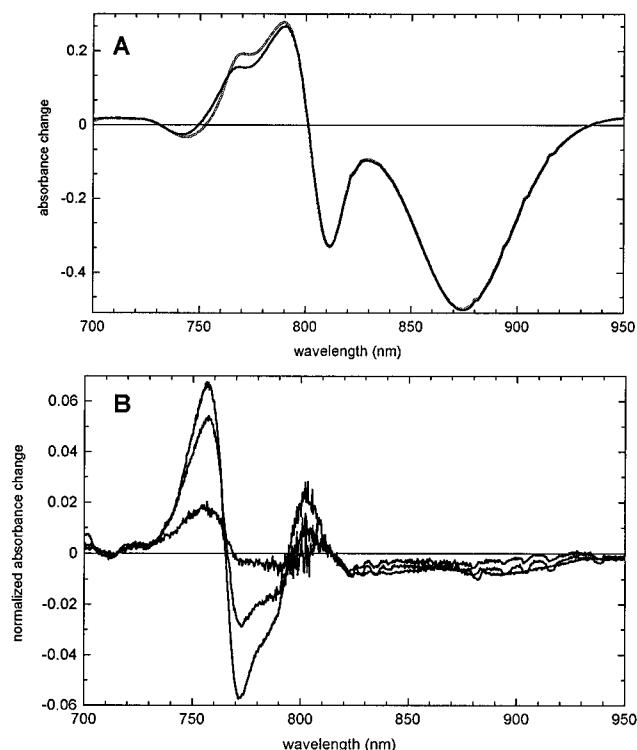 A
absorbance change
0.2
0
-0.2
-0.4
700 750 800 850 900 950
wavelength (nm)
B
normalized absorbance change
0.06
0.04
0.02
0
-0.02
-0.04
-0.06
700 750 800 850 900 950
wavelength (nm)